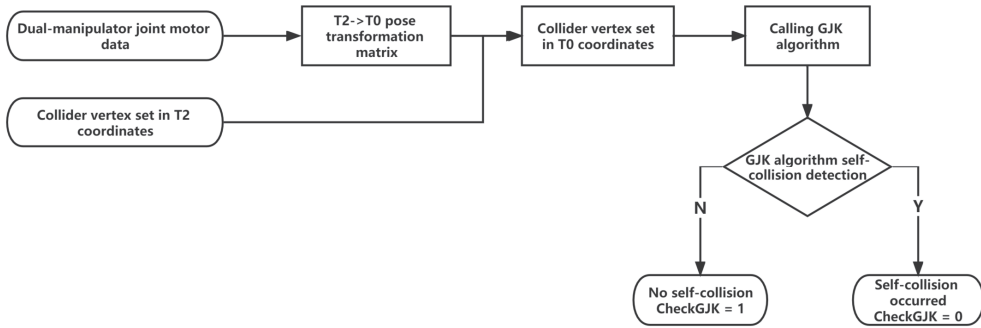 Dual-manipulator joint motor
data
T2->T0 pose
transformation
matrix
Collider vertex set
in T0 coordinates
Calling GJK
algorithm
Collider vertex set in T2
coordinates
GJK algorithm self-
collision detection
N
Y
No self-collision
CheckGJK = 1
Self-collision
occurred
CheckGJK = 0